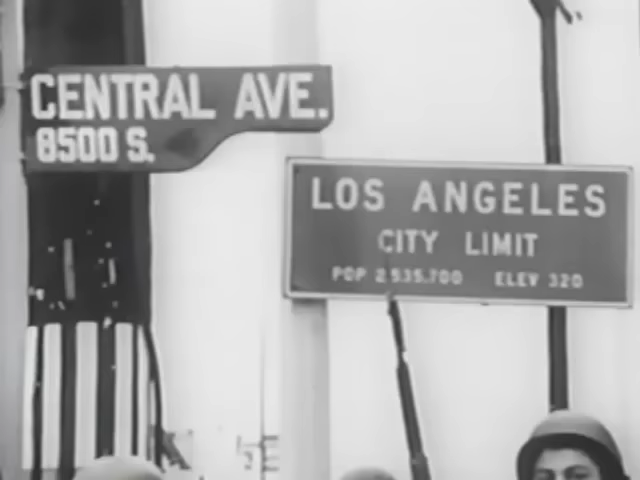 CENTRAL AVE.
8500 S.
LOS ANGELES
CITY LIMIT
POP 2,535,700 ELEV 320